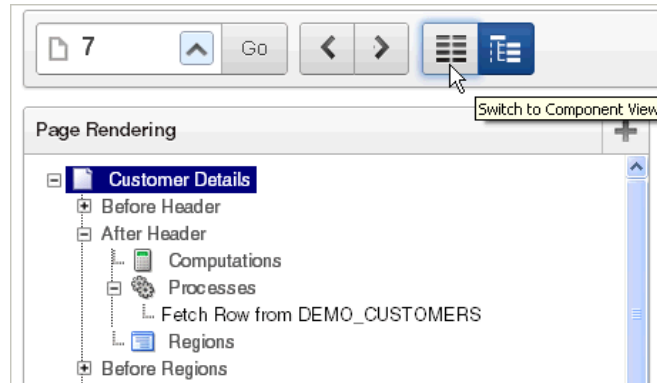 7 Go
Switch to Component View
Page Rendering
Customer Details
Before Header
After Header
Computations
Processes
Fetch Row from DEMO_CUSTOMERS
Regions
Before Regions